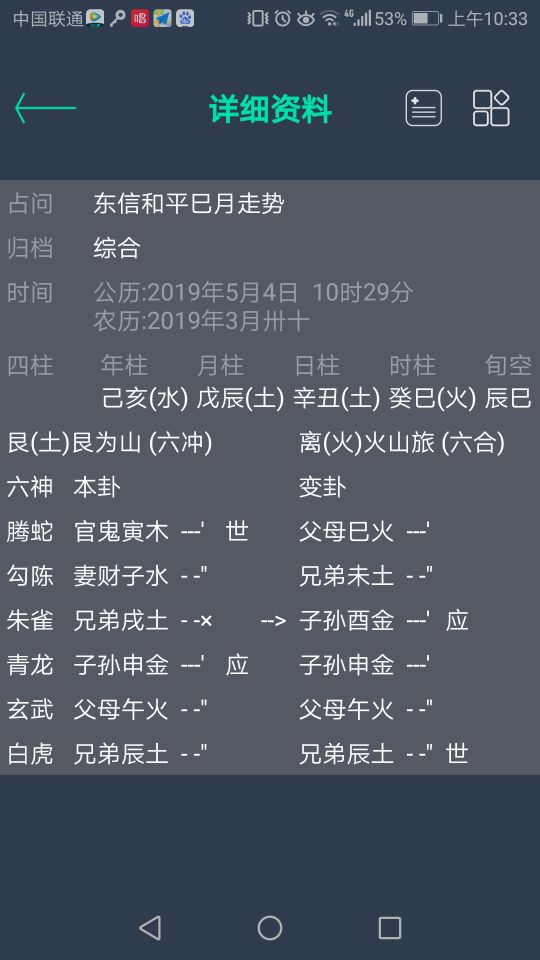 中国联通 唱 4G 53% 上午10:33
详细资料
占问 东信和平巳月走势
归档 综合
时间 公历:2019年5月4日 10时29分
农历:2019年3月卅十
四柱 年柱 月柱 日柱 时柱 旬空
己亥(水) 戊辰(土) 辛丑(土) 癸巳(火) 辰巳
艮(土)艮为山 (六冲) 离(火)火山旅 (六合)
六神 本卦 变卦
腾蛇 官鬼寅木 ---' 世 父母巳火 ---'
勾陈 妻财子水 - -" 兄弟未土 - -"
朱雀 兄弟戌土 - -× --> 子孙酉金 ---' 应
青龙 子孙申金 ---' 应 子孙申金 ---'
玄武 父母午火 - -" 父母午火 - -"
白虎 兄弟辰土 - -" 兄弟辰土 - -" 世